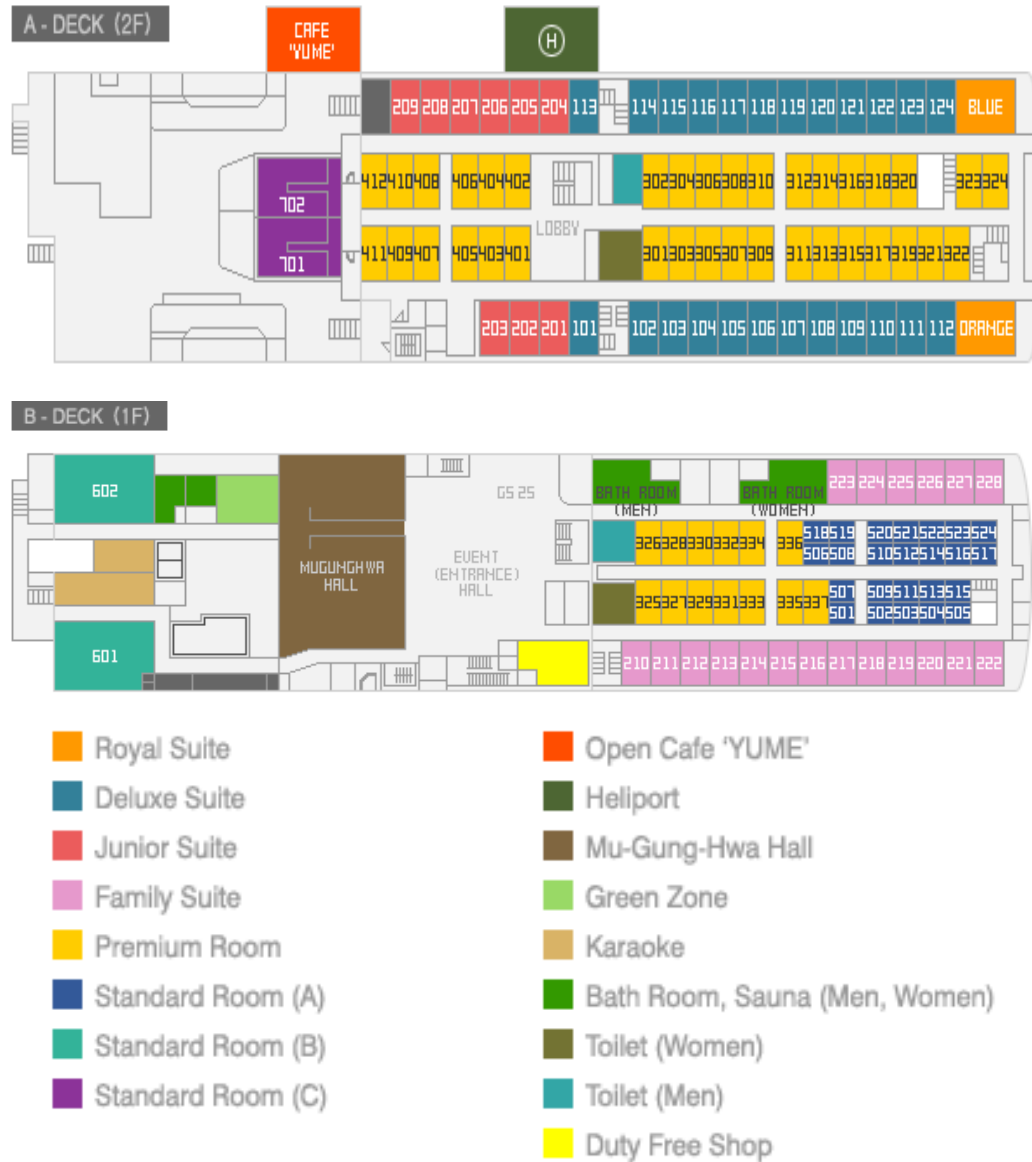 A - DECK (2F)
CAFE
'YUME'
H
209 208 207 206 205 204 113 114 115 116 117 118 119 120 121 122 123 124 BLUE
412 410 408 406 404 402 302 304 306 308 310 312 314 316 318 320 323 324
702
LOBBY
701
411 409 407 405 403 401 301 303 305 307 309 311 313 315 317 319 321 322
203 202 201 101 102 103 104 105 106 107 108 109 110 111 112 ORANGE
B - DECK (1F)
602
GS 25
BATH ROOM
(MEN)
BATH ROOM
(WOMEN)
223 224 225 226 227 228
MUGUNGHWA
HALL
EVENT
(ENTRANCE)
HALL
326 328 330 332 334 336
518 519 520 521 522 523 524
506 508 510 512 514 516 517
325 327 329 331 333 335 337
507 509 511 513 515
501 502 503 504 505
601
210 211 212 213 214 215 216 217 218 219 220 221 222
Royal Suite
Deluxe Suite
Junior Suite
Family Suite
Premium Room
Standard Room (A)
Standard Room (B)
Standard Room (C)
Open Cafe 'YUME'
Heliport
Mu-Gung-Hwa Hall
Green Zone
Karaoke
Bath Room, Sauna (Men, Women)
Toilet (Women)
Toilet (Men)
Duty Free Shop